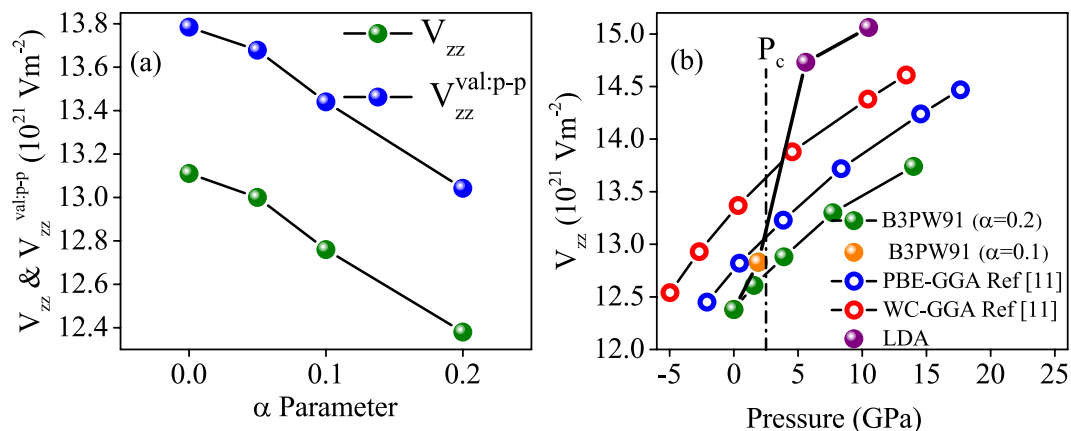 (a)
V_zz
V_zz^val:p-p
V_zz & V_zz^val:p-p (10^21 Vm^-2)
13.8
13.6
13.4
13.2
13.0
12.8
12.6
12.4
0.0 0.1 0.2
α Parameter
(b)
P_c
V_zz (10^21 Vm^-2)
15.0
14.5
14.0
13.5
13.0
12.5
12.0
B3PW91 (α=0.2)
B3PW91 (α=0.1)
PBE-GGA Ref [11]
WC-GGA Ref [11]
LDA
-5 0 5 10 15 20 25
Pressure (GPa)